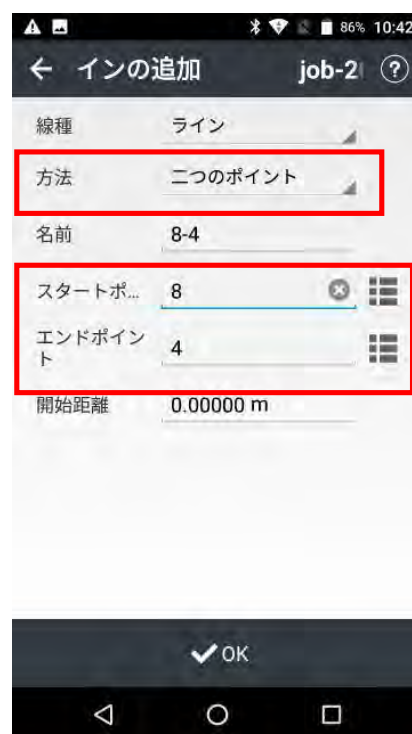 86% 10:42
インの追加 job-2
線種 ライン
方法 二つのポイント
名前 8-4
スタートポ... 8
エンドポイン
ト 4
開始距離 0.00000 m
OK